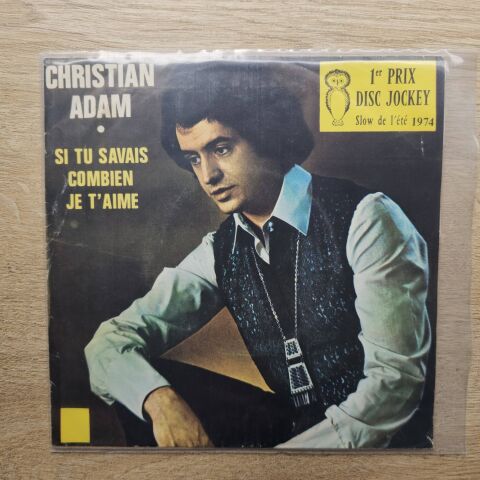 CHRISTIAN
ADAM
•
SI TU SAVAIS
COMBIEN
JE T'AIME
1er PRIX
DISC JOCKEY
Slow de l'été 1974